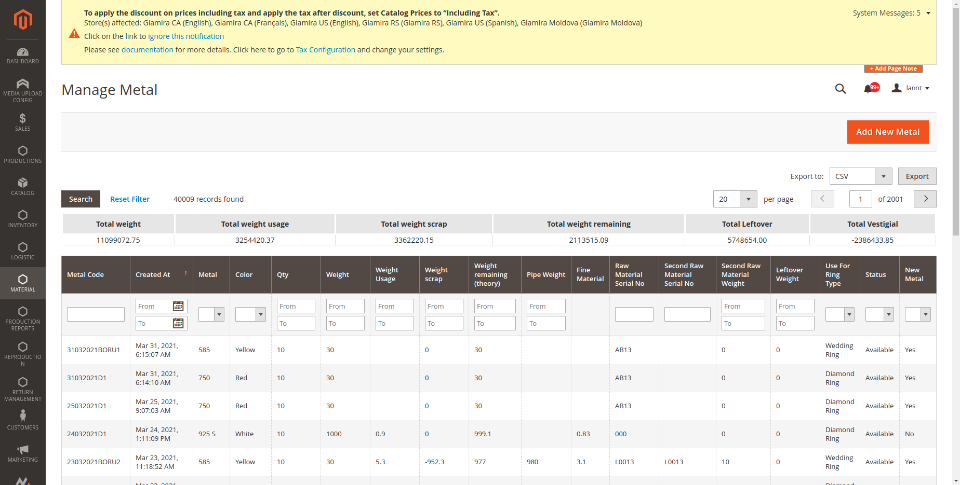 To apply the discount on prices including tax and apply the tax after discount, set Catalog Prices to “Including Tax”.
Store(s) affected: Glamira CA (English), Glamira CA (Français), Glamira US (English), Glamira RS (Glamira RS), Glamira US (Spanish), Glamira Moldova (Glamira Moldova)
Click on the link to ignore this notification
Please see documentation for more details. Click here to go to Tax Configuration and change your settings.
System Messages: 5
+ Add Page Note
DASHBOARD
MEDIA UPLOAD CONFIG
SALES
PRODUCTIONS
CATALOG
INVENTORY
LOGISTIC
MATERIAL
PRODUCTION REPORTS
REPRODUCTION
RETURN MANAGEMENT
CUSTOMERS
MARKETING
Manage Metal
99+
lannt
Add New Metal
Export to: CSV Export
Search Reset Filter 40009 records found
20 per page 1 of 2001
Total weight Total weight usage Total weight scrap Total weight remaining Total Leftover Total Vestigial
11099072.75 3254420.37 3362220.15 2113515.09 5748654.00 -2386433.85
Metal Code Created At ↑ Metal Color Qty Weight Weight Usage Weight scrap Weight remaining (theory) Pipe Weight Fine Material Raw Material Serial No Second Raw Material Serial No Second Raw Material Weight Leftover Weight Use For Ring Type Status New Metal
From From From From From From From From From
To To To To To To To To To
31032021BORU1 Mar 31, 2021, 6:15:07 AM 585 Yellow 10 30 0 30 AB13 0 0 Wedding Ring Available Yes
31032021D1 Mar 31, 2021, 6:14:10 AM 750 Red 10 30 0 30 AB13 0 0 Diamond Ring Available Yes
25032021D1 Mar 25, 2021, 9:07:03 AM 750 Red 10 30 0 30 AB13 0 0 Diamond Ring Available Yes
24032021D1 Mar 24, 2021, 1:11:09 PM 925 S White 10 1000 0.9 0 999.1 0.83 000 0 0 Diamond Ring Available No
23032021BORU2 Mar 23, 2021, 11:18:52 AM 585 Yellow 10 30 5.3 -952.3 977 980 3.1 L0013 L0013 10 0 Wedding Ring Available Yes